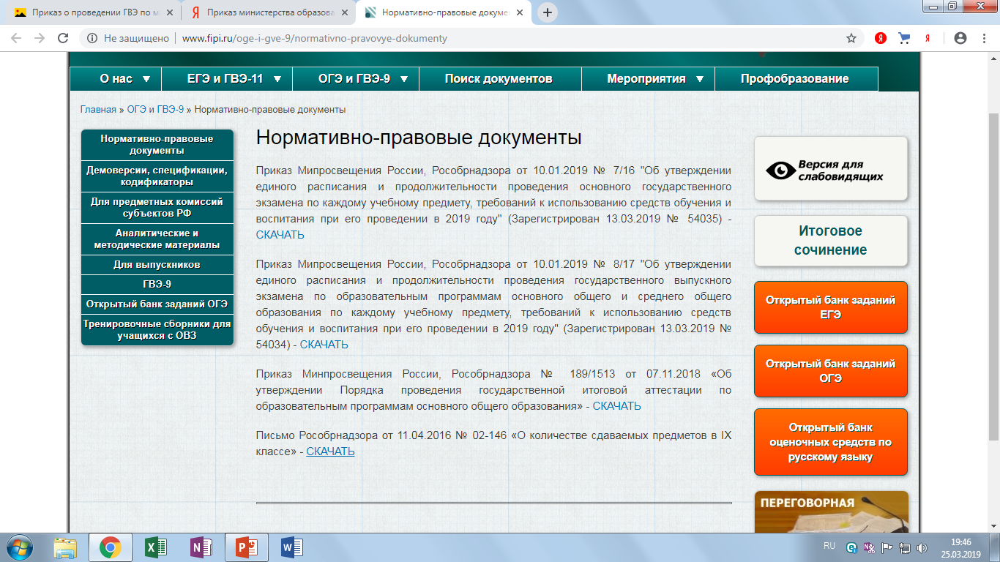 Приказ о проведении ГВЭ по м
Приказ министерства образова
Нормативно-правовые докумен
Не защищено
www.fipi.ru/oge-i-gve-9/normativno-pravovye-dokumenty
О нас
ЕГЭ и ГВЭ-11
ОГЭ и ГВЭ-9
Поиск документов
Мероприятия
Профобразование
Главная » ОГЭ и ГВЭ-9 » Нормативно-правовые документы
Нормативно-правовые
документы
Демоверсии, спецификации,
кодификаторы
Для предметных комиссий
субъектов РФ
Аналитические и
методические материалы
Для выпускников
ГВЭ-9
Открытый банк заданий ОГЭ
Тренировочные сборники для
учащихся с ОВЗ
Нормативно-правовые документы
Приказ Мипросвещения России, Рособрнадзора от 10.01.2019 № 7/16 "Об утверждении
единого расписания и продолжительности проведения основного государственного
экзамена по каждому учебному предмету, требований к использованию средств обучения и
воспитания при его проведении в 2019 году" (Зарегистрирован 13.03.2019 № 54035) -
СКАЧАТЬ
Приказ Мипросвещения России, Рособрнадзора от 10.01.2019 № 8/17 "Об утверждении
единого расписания и продолжительности проведения государственного выпускного
экзамена по образовательным программам основного общего и среднего общего
образования по каждому учебному предмету, требований к использованию средств
обучения и воспитания при его проведении в 2019 году" (Зарегистрирован 13.03.2019 №
54034) - СКАЧАТЬ
Приказ Минпросвещения России, Рособрнадзора № 189/1513 от 07.11.2018 «Об
утверждении Порядка проведения государственной итоговой аттестации по
образовательным программам основного общего образования» - СКАЧАТЬ
Письмо Рособрнадзора от 11.04.2016 № 02-146 «О количестве сдаваемых предметов в IX
классе» - СКАЧАТЬ
Версия для
слабовидящих
Итоговое
сочинение
Открытый банк заданий
ЕГЭ
Открытый банк заданий
ОГЭ
Открытый банк
оценочных средств по
русскому языку
ПЕРЕГОВОРНАЯ
RU
19:46
25.03.2019